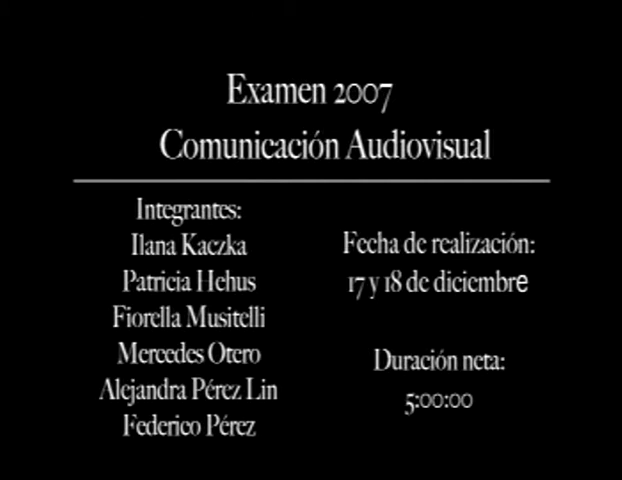 Examen 2007
Comunicación Audiovisual
Integrantes:
Ilana Kaczka
Patricia Hehus
Fiorella Musitelli
Mercedes Otero
Alejandra Pérez Lin
Federico Pérez
Fecha de realización:
17 y 18 de diciembre
Duración neta:
5:00:00